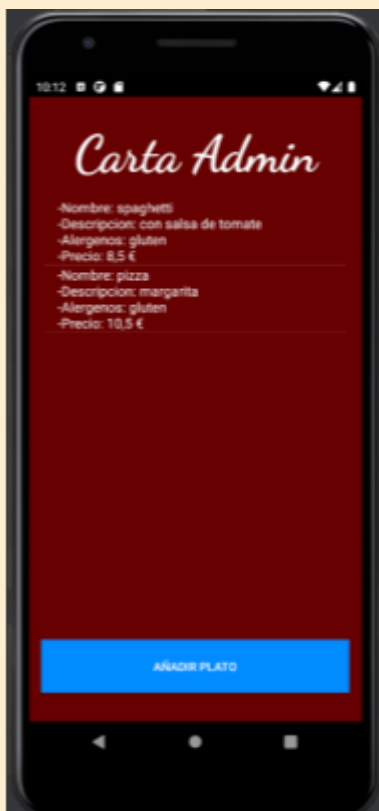 10:12
Carta Admin
-Nombre: spaghetti
-Descripcion: con salsa de tomate
-Alergenos: gluten
-Precio: 8,5 €
-Nombre: pizza
-Descripcion: margarita
-Alergenos: gluten
-Precio: 10,5 €
AÑADIR PLATO